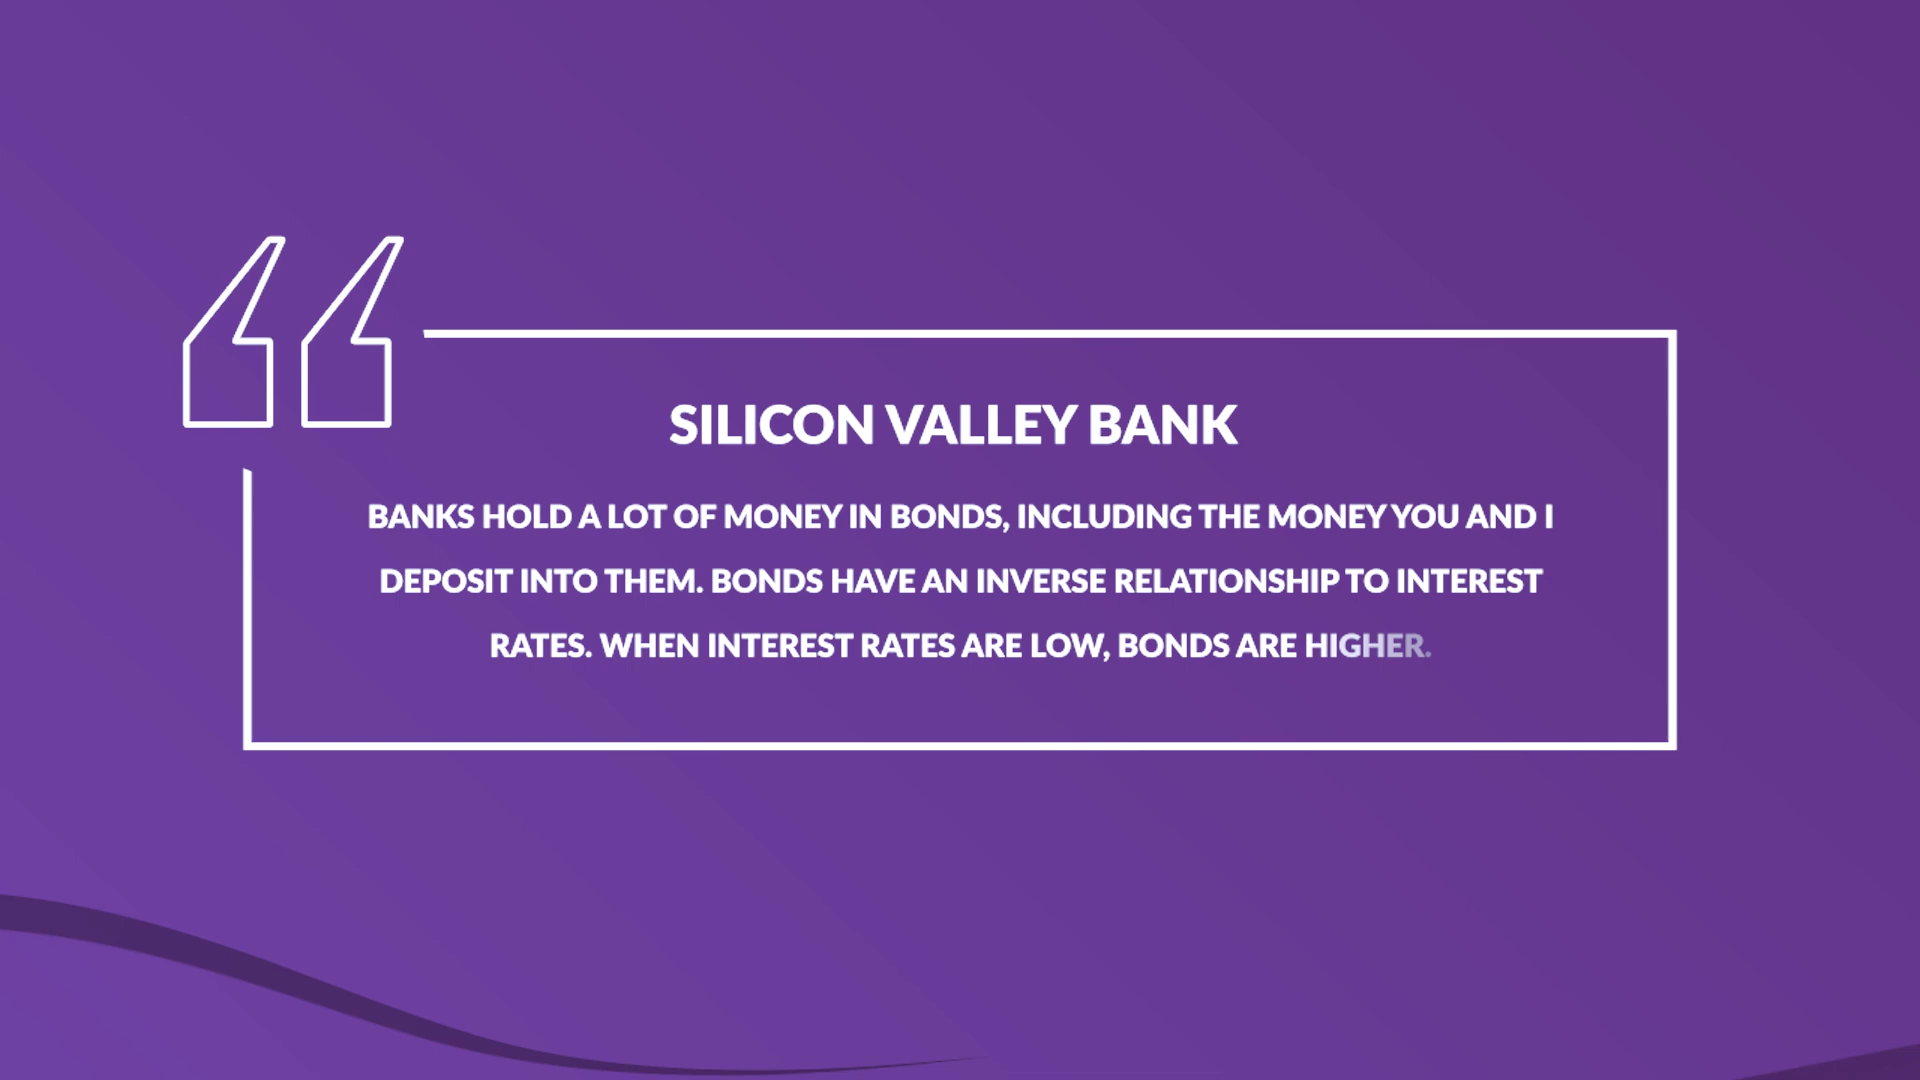 SILICON VALLEY BANK
BANKS HOLD A LOT OF MONEY IN BONDS, INCLUDING THE MONEY YOU AND I
DEPOSIT INTO THEM. BONDS HAVE AN INVERSE RELATIONSHIP TO INTEREST
RATES. WHEN INTEREST RATES ARE LOW, BONDS ARE HIGHER.